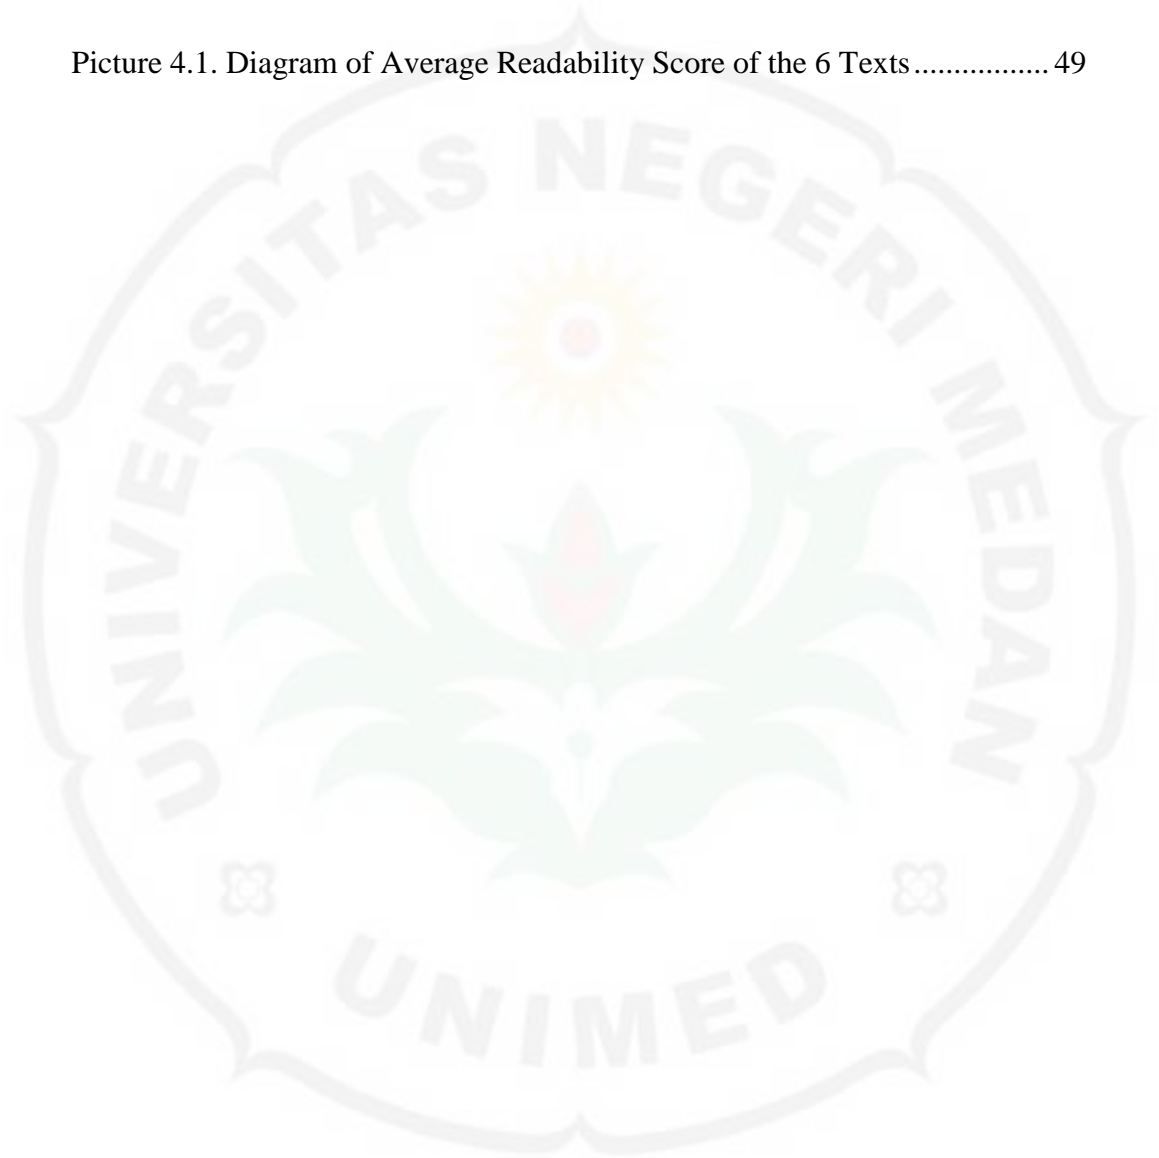 Picture 4.1. Diagram of Average Readability Score of the 6 Texts................. 49
UNIVERSITAS NEGERI MEDAN
UNIMED